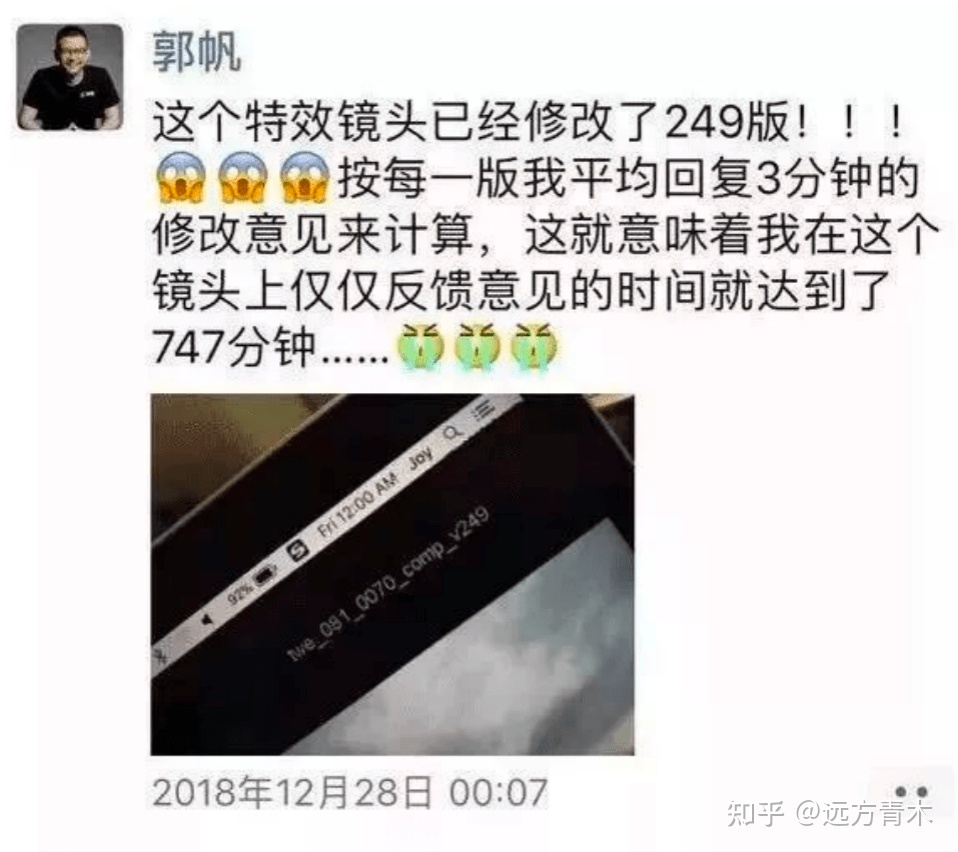 郭帆
这个特效镜头已经修改了249版！！！
😱😱😱按每一版我平均回复3分钟的
修改意见来计算，这就意味着我在这个
镜头上仅仅反馈意见的时间就达到了
747分钟……🤮🤮🤮
92% Fri 12:00 AM Joy
twe_081_0070_comp_v249
2018年12月28日 00:07
知乎 @远方青木